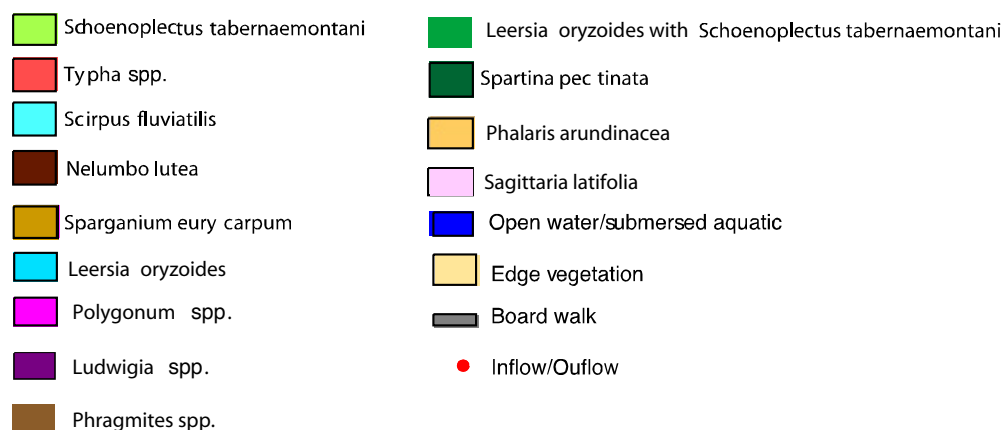 Schoenoplectus tabernaemontani
Typha spp.
Scirpus fluviatilis
Nelumbo lutea
Sparganium eury carpum
Leersia oryzoides
Polygonum spp.
Ludwigia spp.
Phragmites spp.
Leersia oryzoides with Schoenoplectus tabernaemontani
Spartina pec tinata
Phalaris arundinacea
Sagittaria latifolia
Open water/submersed aquatic
Edge vegetation
Board walk
Inflow/Ouflow